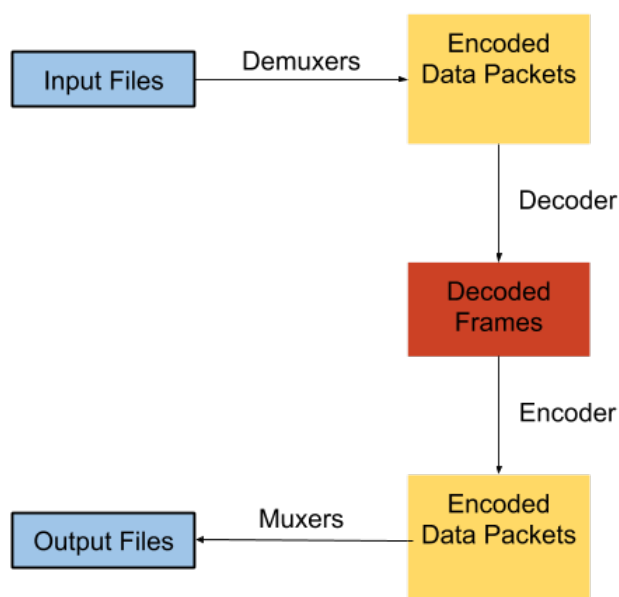 Input Files
Demuxers
Encoded
Data Packets
Decoder
Decoded
Frames
Encoder
Encoded
Data Packets
Muxers
Output Files